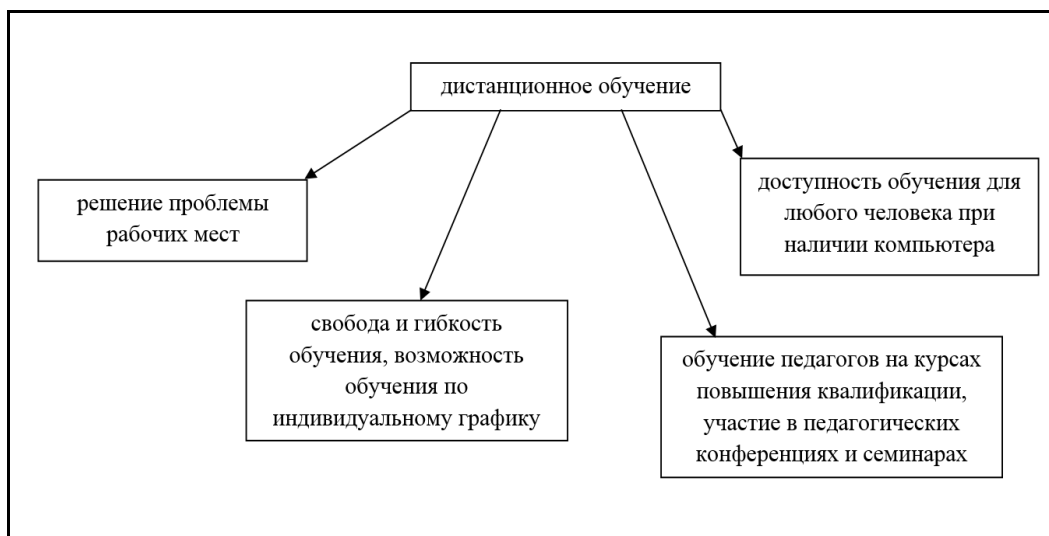 дистанционное обучение
решение проблемы
рабочих мест
доступность обучения для
любого человека при
наличии компьютера
свобода и гибкость
обучения, возможность
обучения по
индивидуальному графику
обучение педагогов на курсах
повышения квалификации,
участие в педагогических
конференциях и семинарах